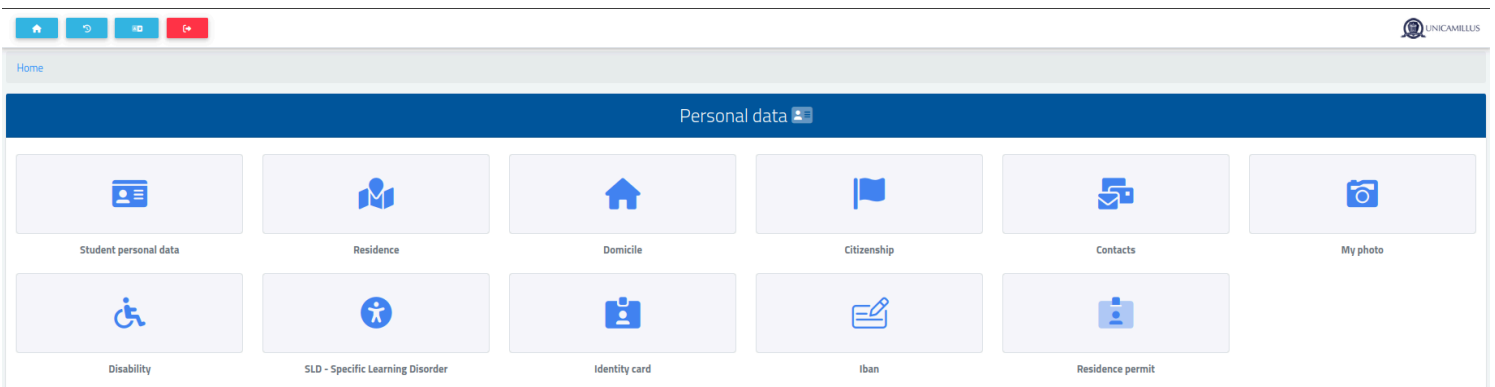 UNICAMILLUS
Home
Personal data
Student personal data
Residence
Domicile
Citizenship
Contacts
My photo
Disability
SLD - Specific Learning Disorder
Identity card
Iban
Residence permit